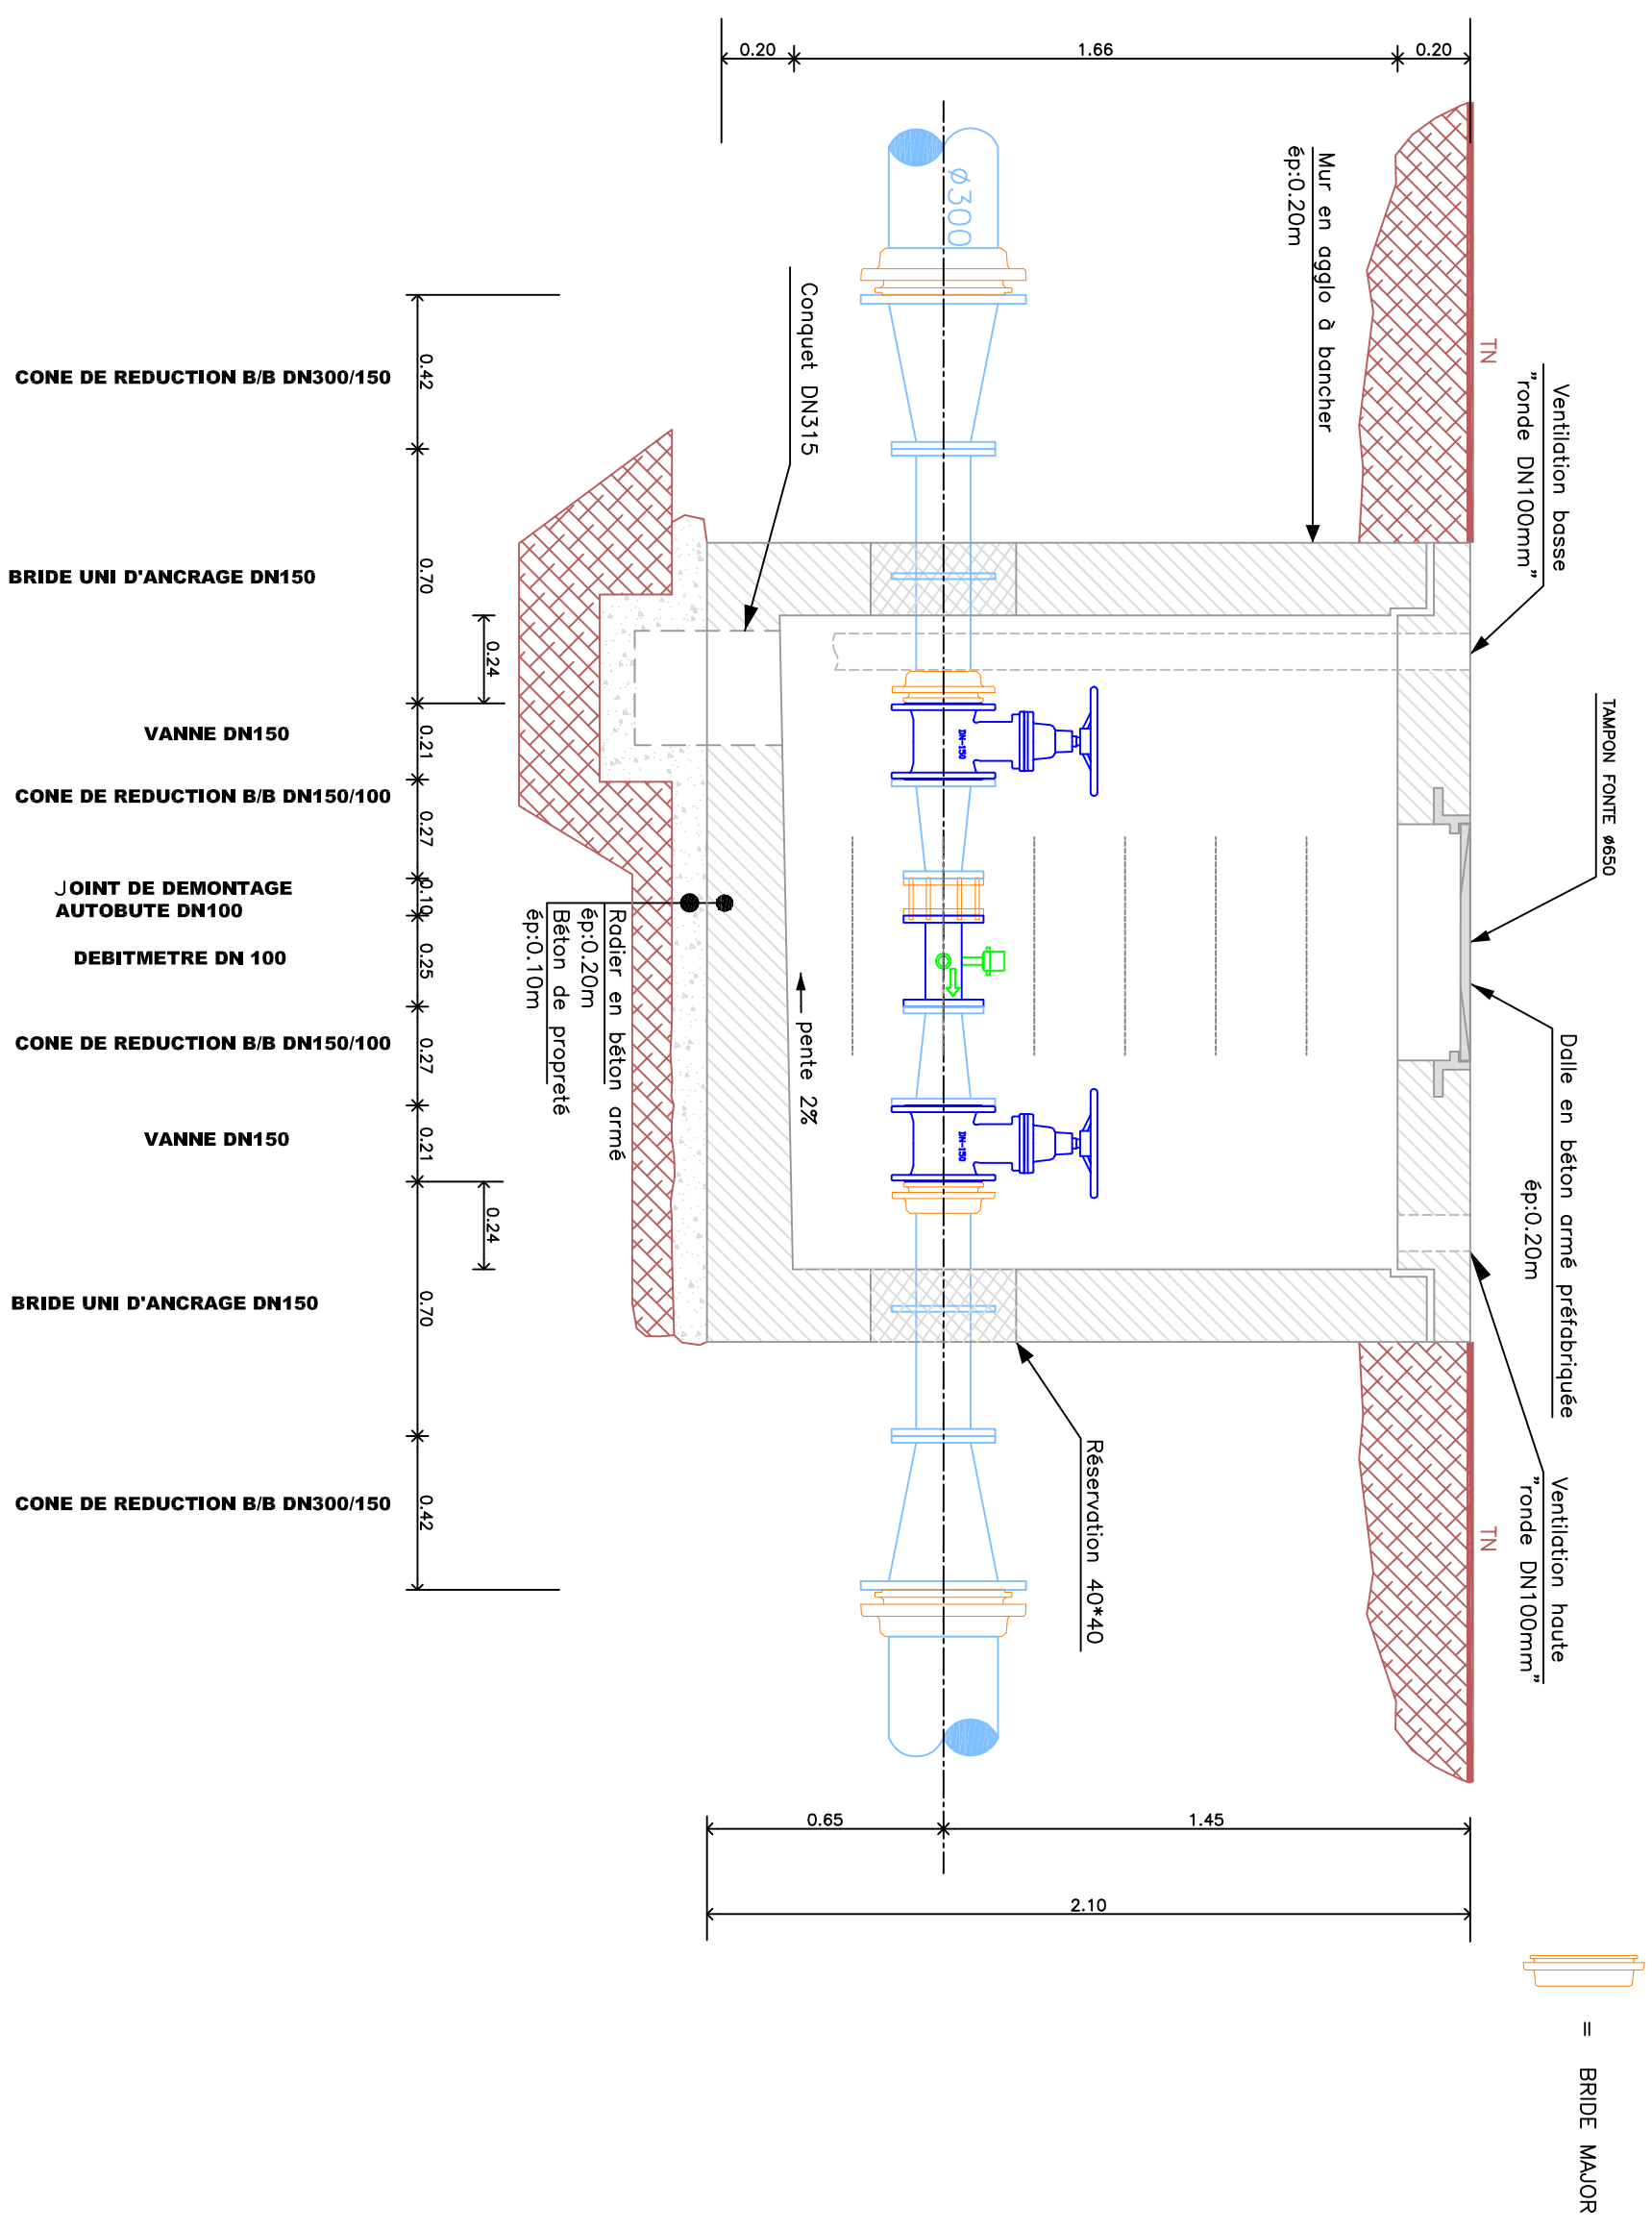 0.20
1.66
0.20
Mur en agglo à bancher
ép:0.20m
TN
Ventilation basse
"ronde DN100mm"
TAMPON FONTE ø650
Dalle en béton armé préfabriquée
ép:0.20m
Ventilation haute
"ronde DN100mm"
TN
ø300
Conquet DN315
DN-150
DN-150
pente 2%
Radier en béton armé
ép:0.20m
Béton de propreté
ép:0.10m
Réservation 40*40
CONE DE REDUCTION B/B DN300/150
0.42
BRIDE UNI D'ANCRAGE DN150
0.70
0.24
VANNE DN150
0.21
CONE DE REDUCTION B/B DN150/100
0.27
JOINT DE DEMONTAGE
AUTOBUTE DN100
0.10
DEBITMETRE DN 100
0.25
CONE DE REDUCTION B/B DN150/100
0.27
VANNE DN150
0.21
0.24
BRIDE UNI D'ANCRAGE DN150
0.70
CONE DE REDUCTION B/B DN300/150
0.42
0.65
1.45
2.10
= BRIDE MAJOR